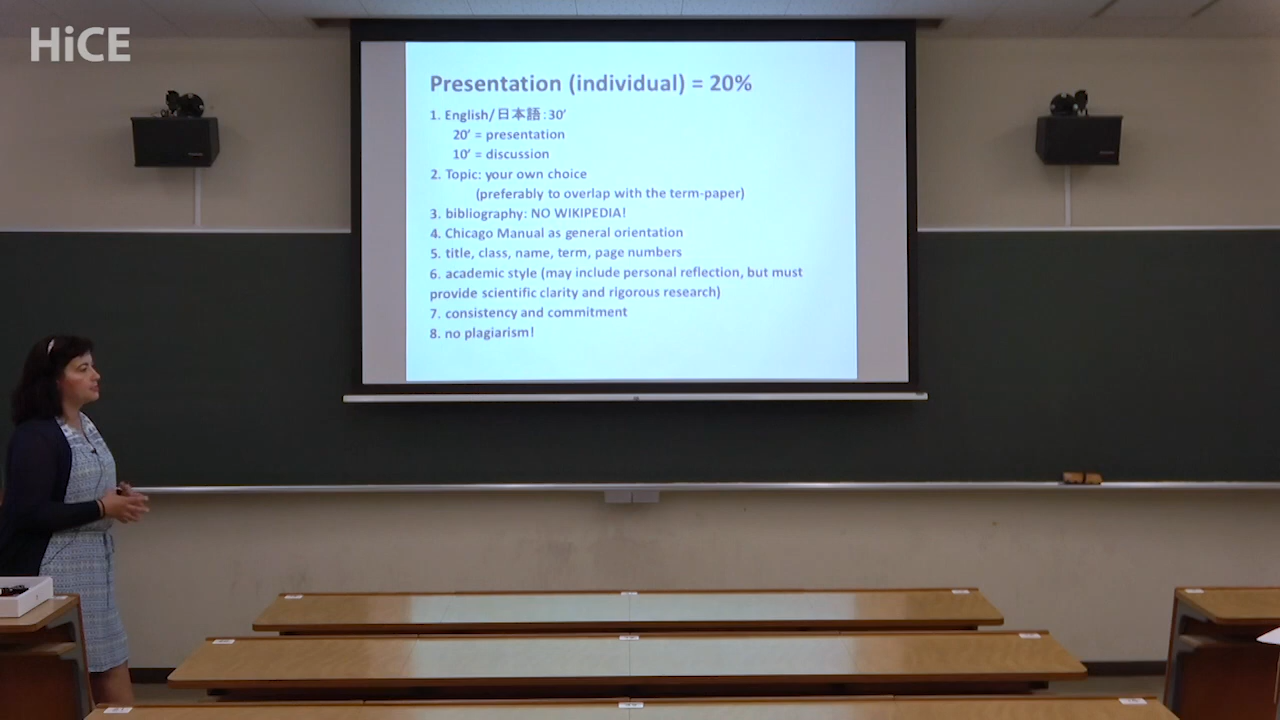 HiCE
Presentation (individual) = 20%
1. English/日本語:30'
20' = presentation
10' = discussion
2. Topic: your own choice
(preferably to overlap with the term-paper)
3. bibliography: NO WIKIPEDIA!
4. Chicago Manual as general orientation
5. title, class, name, term, page numbers
6. academic style (may include personal reflection, but must
provide scientific clarity and rigorous research)
7. consistency and commitment
8. no plagiarism!